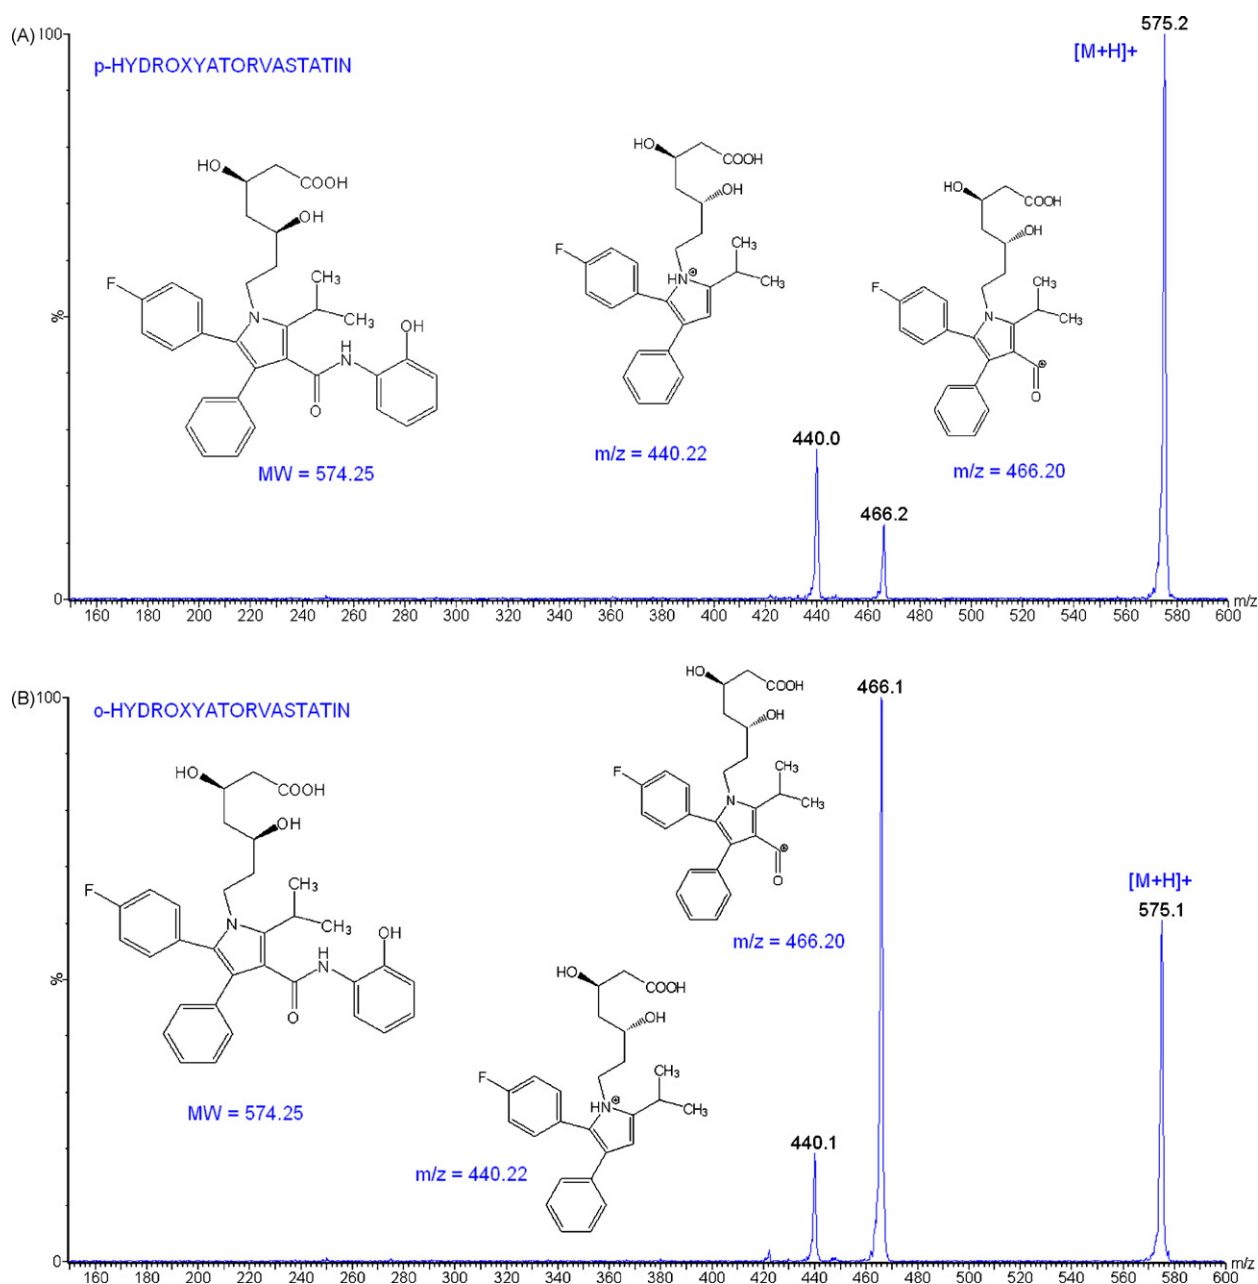 (A)
100
575.2
[M+H]+
p-HYDROXYATORVASTATIN
HO
COOH
OH
F
N
CH3
CH3
OH
H
N
O
MW = 574.25
HO
COOH
OH
F
HN⊕
CH3
CH3
m/z = 440.22
HO
COOH
OH
F
N
CH3
CH3
⊕
O
m/z = 466.20
%
440.0
466.2
0
160 180 200 220 240 260 280 300 320 340 360 380 400 420 440 460 480 500 520 540 560 580 600
m/z
(B)
100
o-HYDROXYATORVASTATIN
HO
COOH
OH
F
N
CH3
CH3
OH
H
N
O
MW = 574.25
HO
COOH
OH
F
N
CH3
CH3
⊕
O
m/z = 466.20
466.1
[M+H]+
575.1
HO
COOH
OH
F
HN⊕
CH3
CH3
m/z = 440.22
%
440.1
0
160 180 200 220 240 260 280 300 320 340 360 380 400 420 440 460 480 500 520 540 560 580 600
m/z